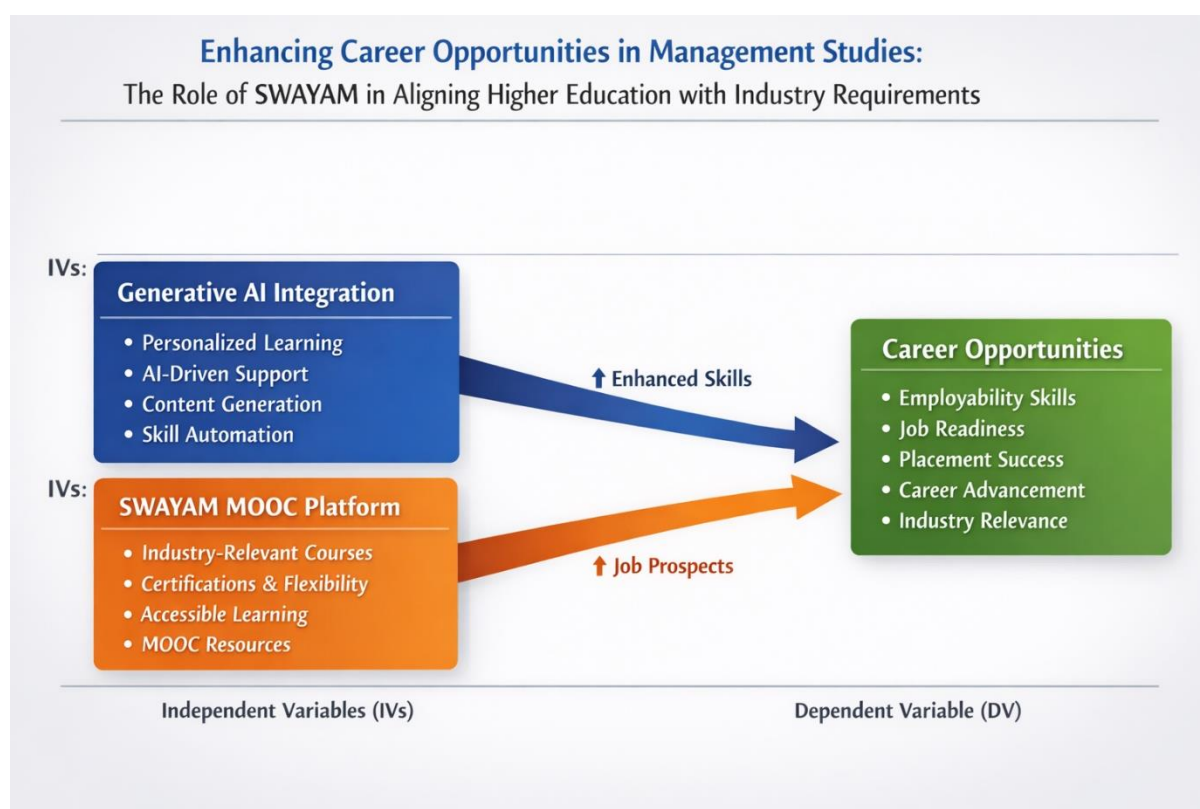 Enhancing Career Opportunities in Management Studies:
The Role of SWAYAM in Aligning Higher Education with Industry Requirements
IVs:
Generative AI Integration
• Personalized Learning
• AI-Driven Support
• Content Generation
• Skill Automation
↑ Enhanced Skills
IVs:
SWAYAM MOOC Platform
• Industry-Relevant Courses
• Certifications & Flexibility
• Accessible Learning
• MOOC Resources
↑ Job Prospects
Career Opportunities
• Employability Skills
• Job Readiness
• Placement Success
• Career Advancement
• Industry Relevance
Independent Variables (IVs)
Dependent Variable (DV)